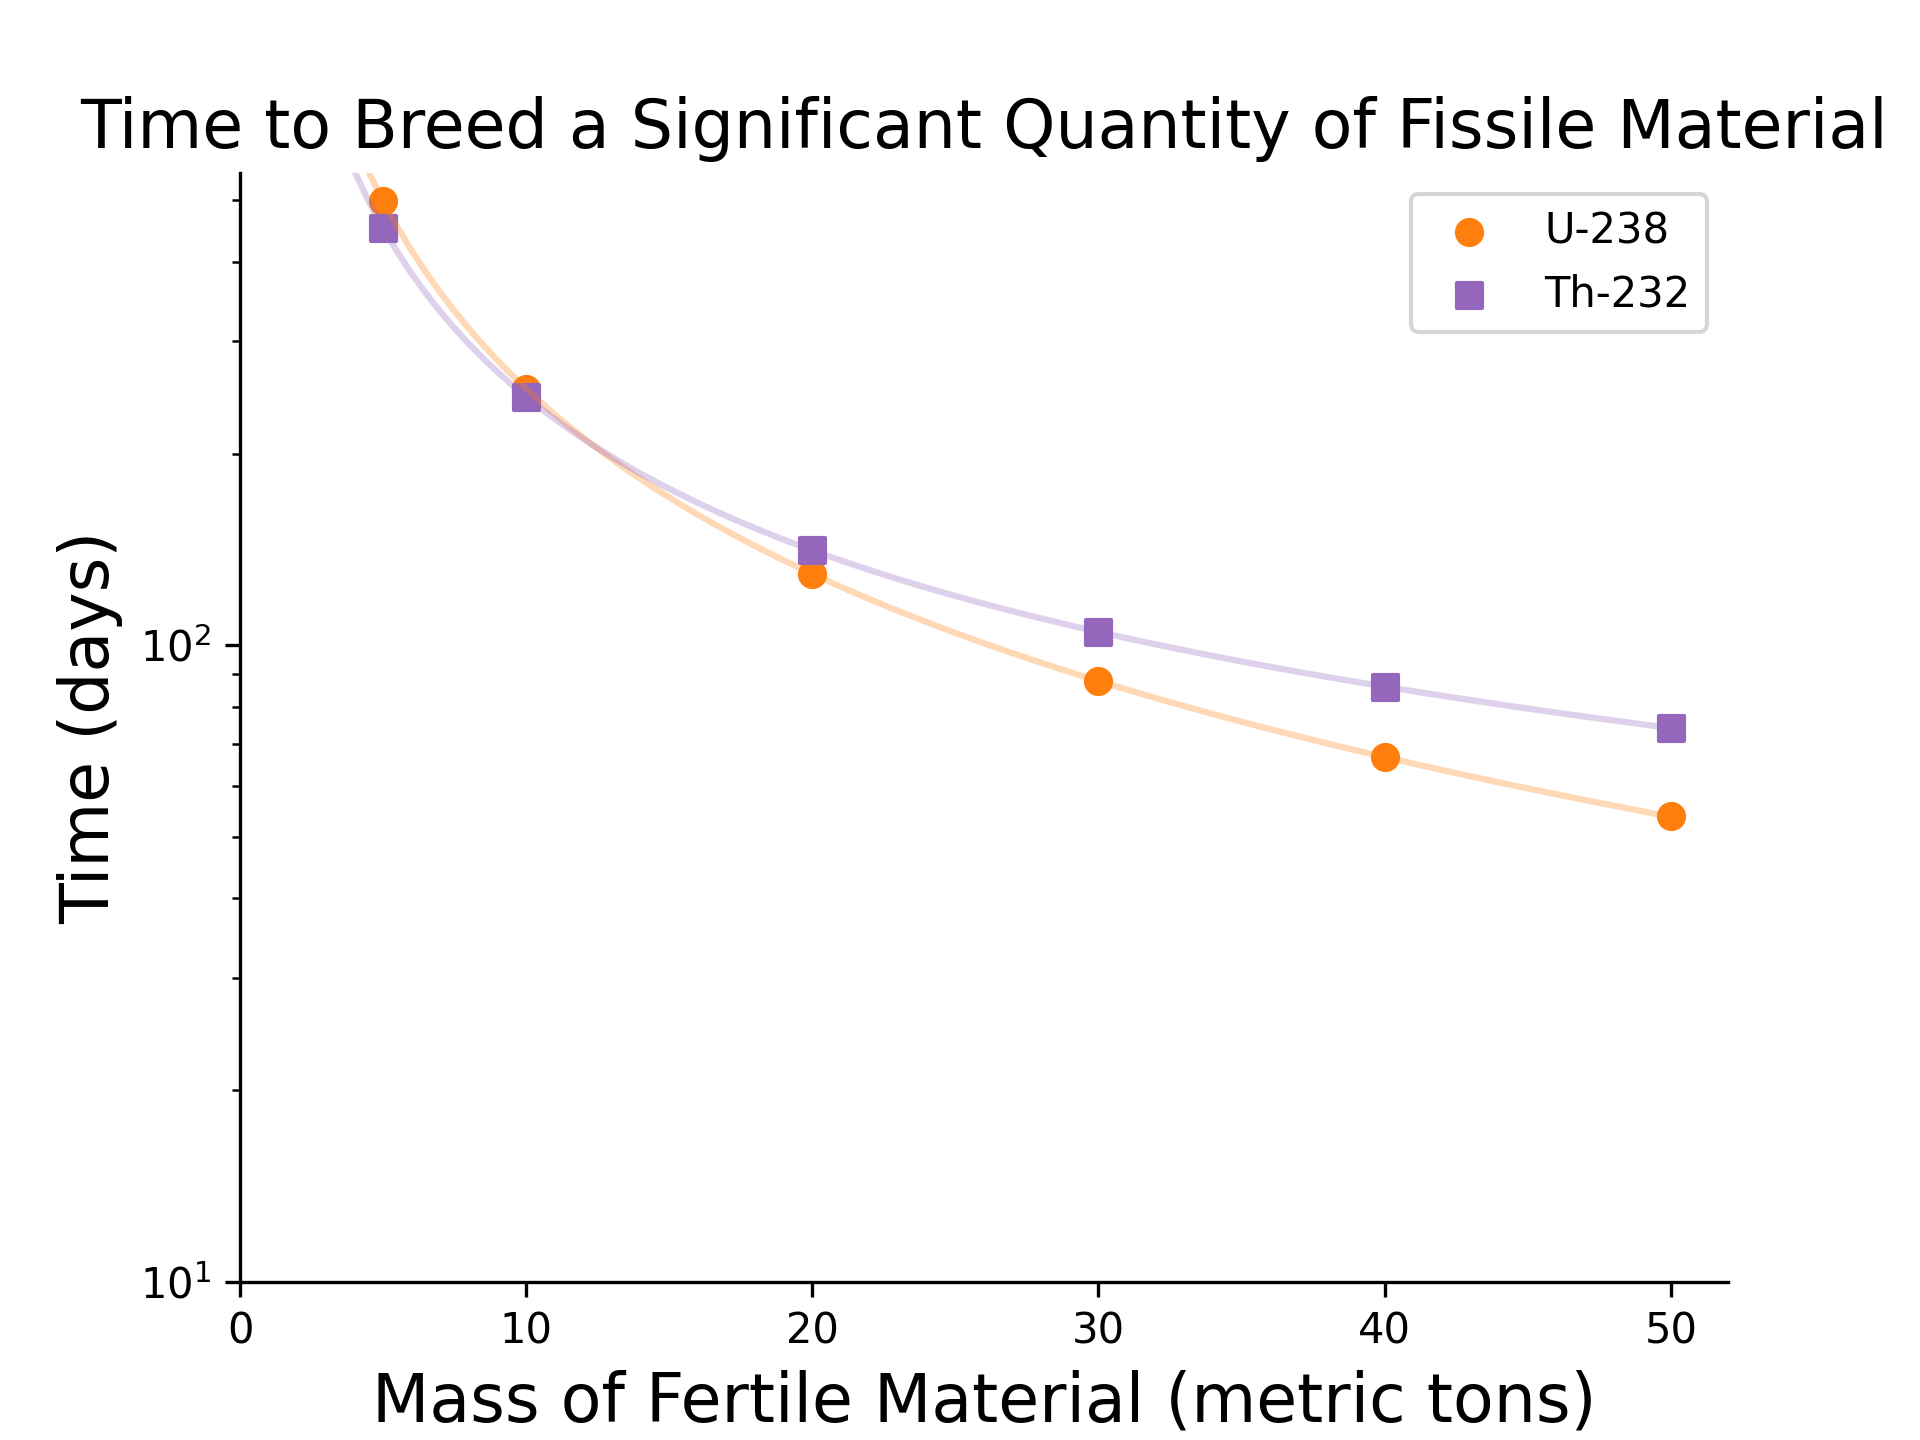 Time to Breed a Significant Quantity of Fissile Material
U-238
Th-232
Time (days)
10²
10¹
0 10 20 30 40 50
Mass of Fertile Material (metric tons)